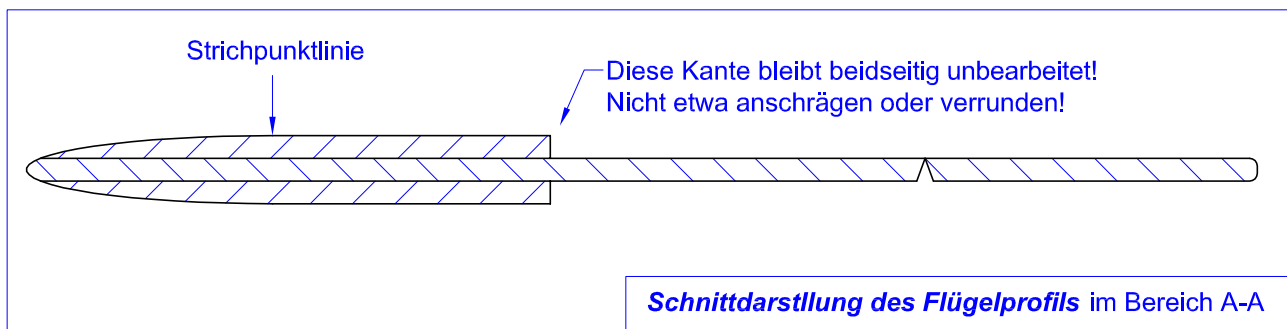 Strichpunktlinie
Diese Kante bleibt beidseitig unbearbeitet!
Nicht etwa anschrägen oder verrunden!
Schnittdarstllung des Flügelprofils im Bereich A-A